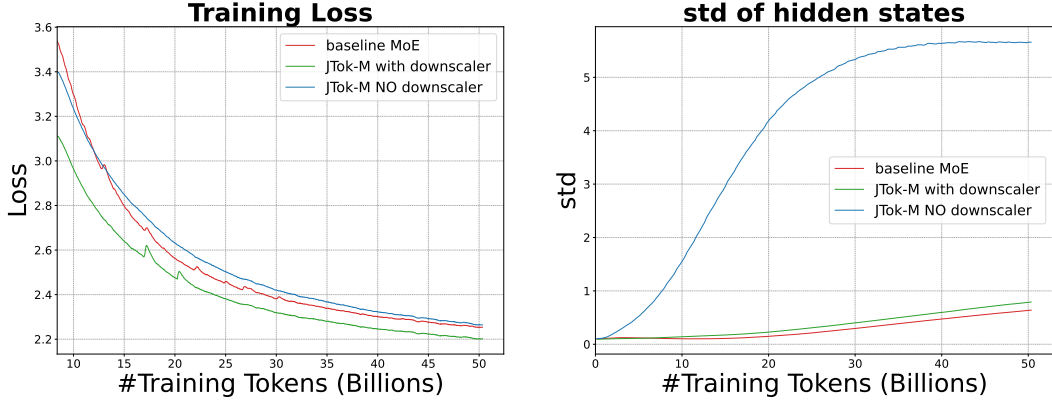 Training Loss
3.6
3.4
3.2
3.0
2.8
2.6
2.4
2.2
Loss
baseline MoE
JTok-M with downscaler
JTok-M NO downscaler
10 15 20 25 30 35 40 45 50
#Training Tokens (Billions)
std of hidden states
5
4
3
2
1
0
std
baseline MoE
JTok-M with downscaler
JTok-M NO downscaler
0 10 20 30 40 50
#Training Tokens (Billions)